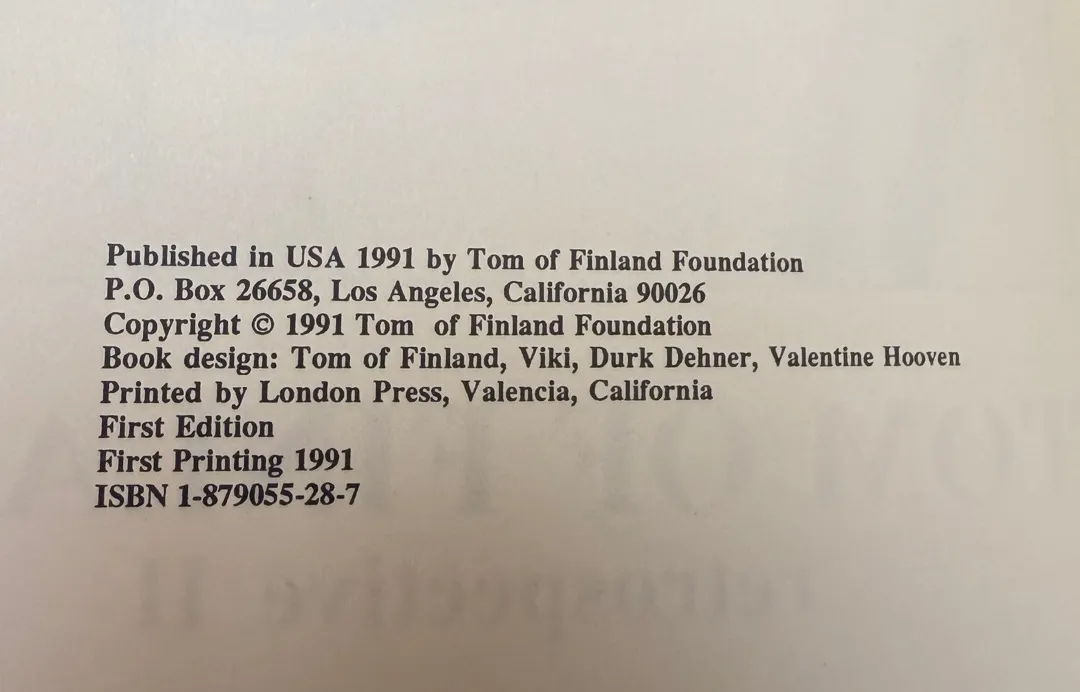 Published in USA 1991 by Tom of Finland Foundation
P.O. Box 26658, Los Angeles, California 90026
Copyright © 1991 Tom of Finland Foundation
Book design: Tom of Finland, Viki, Durk Dehner, Valentine Hooven
Printed by London Press, Valencia, California
First Edition
First Printing 1991
ISBN 1-879055-28-7
retrospective II